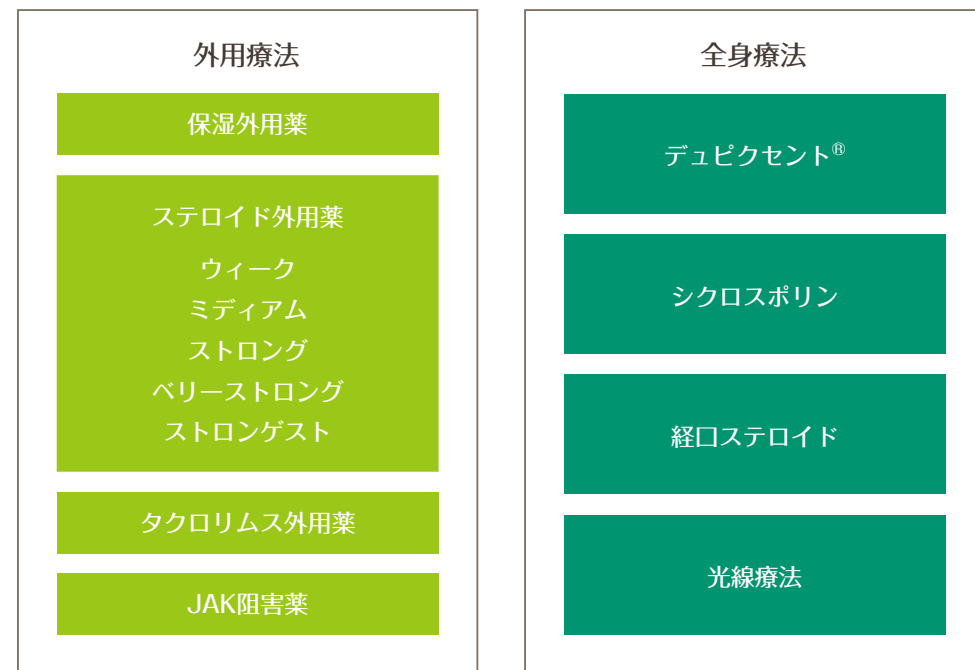 外用療法
保湿外用薬
ステロイド外用薬
ウィーク
ミディアム
ストロング
ベリーストロング
ストロンゲスト
タクロリムス外用薬
JAK阻害薬
全身療法
デュピクセント®
シクロスポリン
経口ステロイド
光線療法